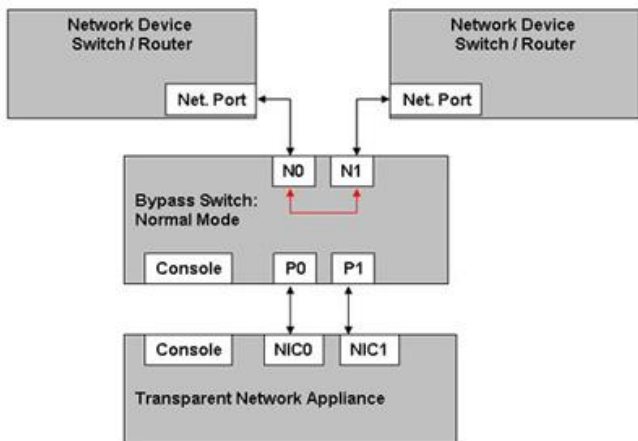 Network Device
Switch / Router
Net. Port
Network Device
Switch / Router
Net. Port
N0
N1
Bypass Switch:
Normal Mode
Console
P0
P1
Console
NIC0
NIC1
Transparent Network Appliance